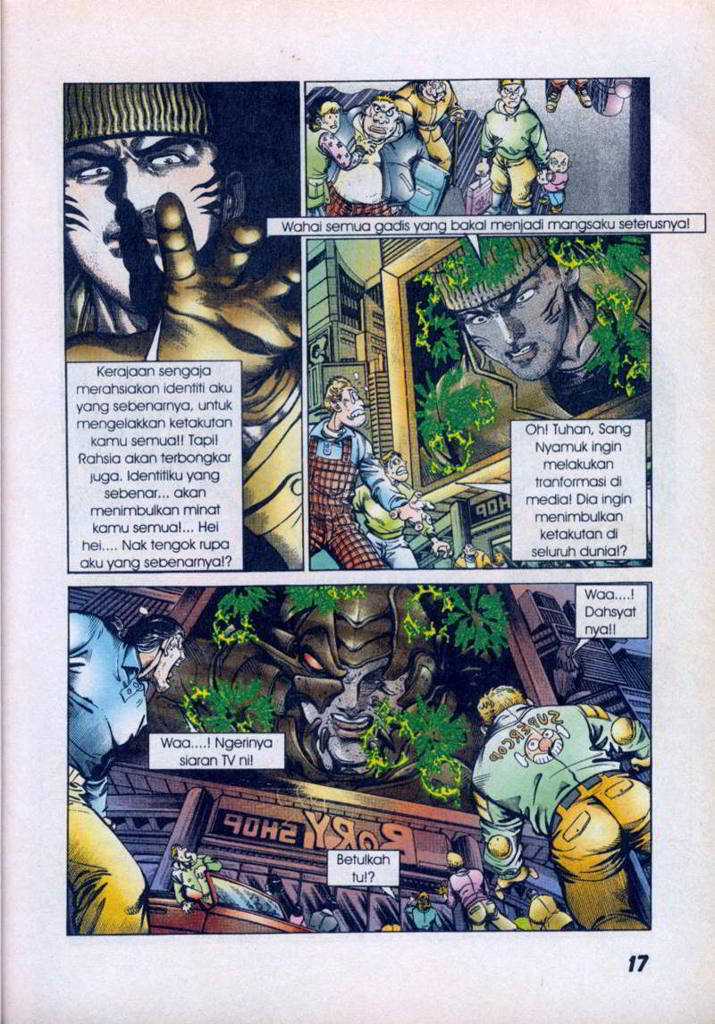 Kerajaan sengaja
merahsiakan identiti aku
yang sebenarnya, untuk
mengelakkan ketakutan
kamu semua!! Tapi!
Rahsia akan terbongkar
juga. Identitiku yang
sebenar... akan
menimbulkan minat
kamu semua!... Hei
hei.... Nak tengok rupa
aku yang sebenarnya!?
Wahai semua gadis yang bakal menjadi mangsaku seterusnya!
Oh! Tuhan, Sang
Nyamuk ingin
melakukan
tranformasi di
media! Dia ingin
menimbulkan
ketakutan di
seluruh dunia!?
HOP
Waa....!
Dahsyat
nya!!
Waa....! Ngerinya
siaran TV ni!
SUPERCOP
RORY SHOP
Betulkah
tu!?
17